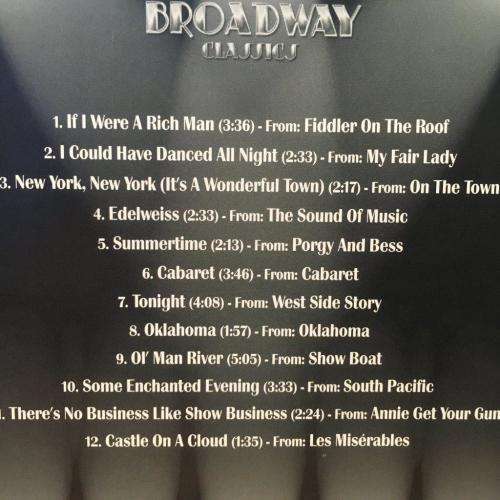 BROADWAY
CLASSICS
1. If I Were A Rich Man (3:36) - From: Fiddler On The Roof
2. I Could Have Danced All Night (2:33) - From: My Fair Lady
3. New York, New York (It's A Wonderful Town) (2:17) - From: On The Town
4. Edelweiss (2:33) - From: The Sound Of Music
5. Summertime (2:13) - From: Porgy And Bess
6. Cabaret (3:46) - From: Cabaret
7. Tonight (4:08) - From: West Side Story
8. Oklahoma (1:57) - From: Oklahoma
9. Ol' Man River (5:05) - From: Show Boat
10. Some Enchanted Evening (3:33) - From: South Pacific
. There's No Business Like Show Business (2:24) - From: Annie Get Your Gun
12. Castle On A Cloud (1:35) - From: Les Misérables